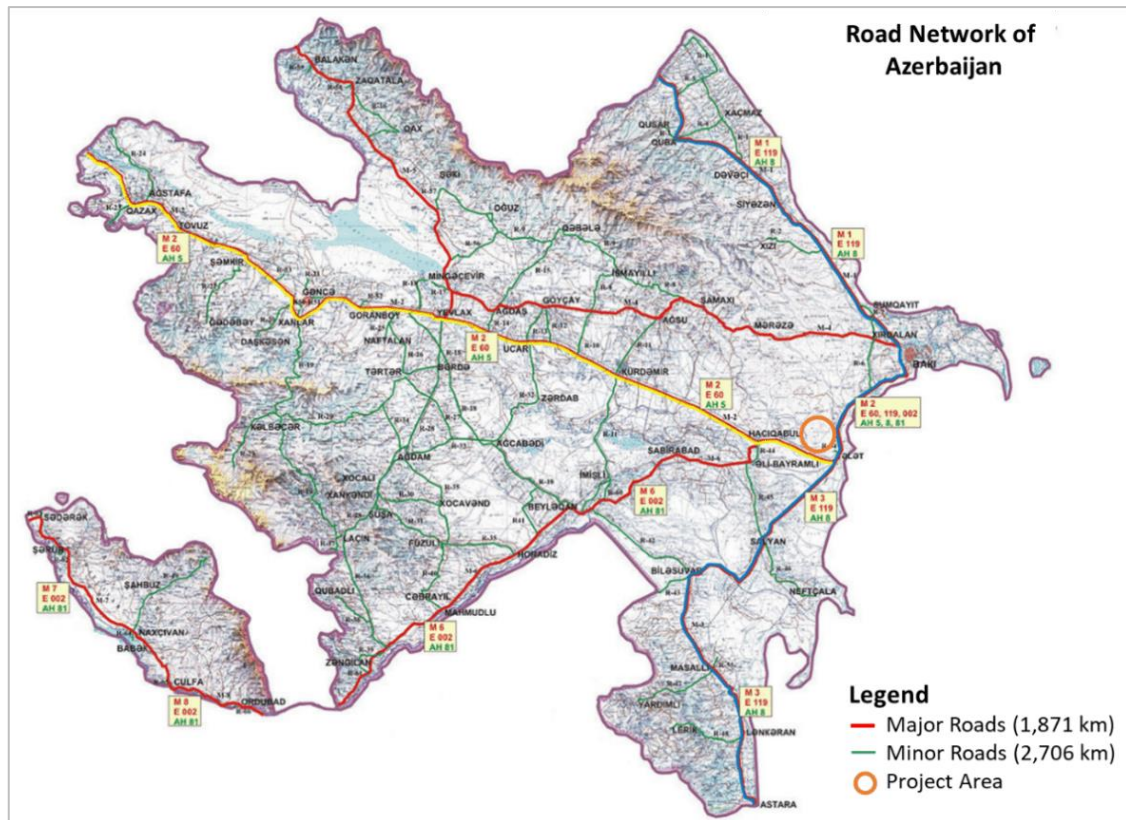 Road Network of
Azerbaijan
BALAKƏN
ZAQATALA
QAX
ŞƏKİ
OĞUZ
QƏBƏLƏ
İSMAYILLI
QUSAR
QUBA
XAÇMAZ
M 1
E 119
AH 8
M-1
DƏVƏÇİ
SİYƏZƏN
XIZI
M 1
E 119
AH 8
SUMQAYIT
XIRDALAN
BAKI
R-24
AĞSTAFA
QAZAX
TOVUZ
M 2
E 60
AH 5
ŞƏMKİR
GƏNCƏ
XANLAR
GƏDƏBƏY
DAŞKƏSƏN
GORANBOY
NAFTALAN
MİNGƏÇEVİR
YEVLAX
AĞDAŞ
GÖYÇAY
UCARI
M 2
E 60
AH 5
AĞSU
ŞAMAXI
MƏRƏZƏ
M-4
M-4
KÜRDƏMİR
M 2
E 60
AH 5
M-2
M 2
E 60, 119, 002
AH 5, 8, 81
TƏRTƏR
BƏRDƏ
ZƏRDAB
KƏLBƏCƏR
AĞDAM
AĞCABƏDİ
XOCALI
XANKƏNDİ
ŞUŞA
XOCAVƏND
LAÇIN
FÜZULİ
BEYLƏQAN
İMİŞLİ
SABİRABAD
HACIQABUL
ƏLİ-BAYRAMLI
ƏLƏT
M 6
E 002
AH 81
M 3
E 119
AH 8
HORADİZ
QUBADLI
CƏBRAYIL
MAHMUDLU
M 6
E 002
AH 81
ZƏNGİLAN
SALYAN
BİLƏSUVAR
NEFTÇALA
SƏDƏRƏK
ŞƏRUR
ŞAHBUZ
M 7
E 002
AH 81
NAXÇIVAN
BABƏK
CULFA
ORDUBAD
M 8
E 002
AH 81
MASALLI
YARDIMLI
LERİK
LƏNKƏRAN
M 3
E 119
AH 8
ASTARA
Legend
Major Roads (1,871 km)
Minor Roads (2,706 km)
Project Area